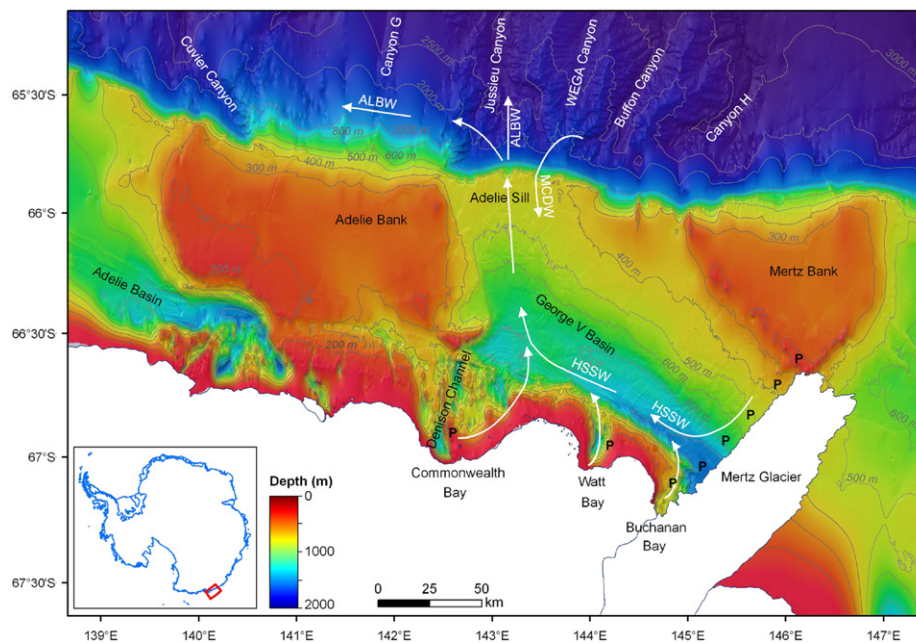 Cuvier Canyon
Canyon G
Jussieu Canyon
WEGA Canyon
Buffon Canyon
Canyon H
2500 m
2000 m
3000 m
65°30'S
ALBW
ALBW
800 m
600 m
500 m
400 m
300 m
MCDW
Adelie Sill
66°S
Adelie Bank
300 m
400 m
300 m
Mertz Bank
Adelie Basin
George V Basin
66°30'S
200 m
600 m
500 m
600 m
Denison Channel
HSSW
HSSW
P
P
P
P
P
P
P
P
67°S
Commonwealth
Bay
Watt
Bay
Mertz Glacier
Buchanan
Bay
500 m
Depth (m)
0
1000
2000
0
25
50
km
67°30'S
139°E
140°E
141°E
142°E
143°E
144°E
145°E
146°E
147°E